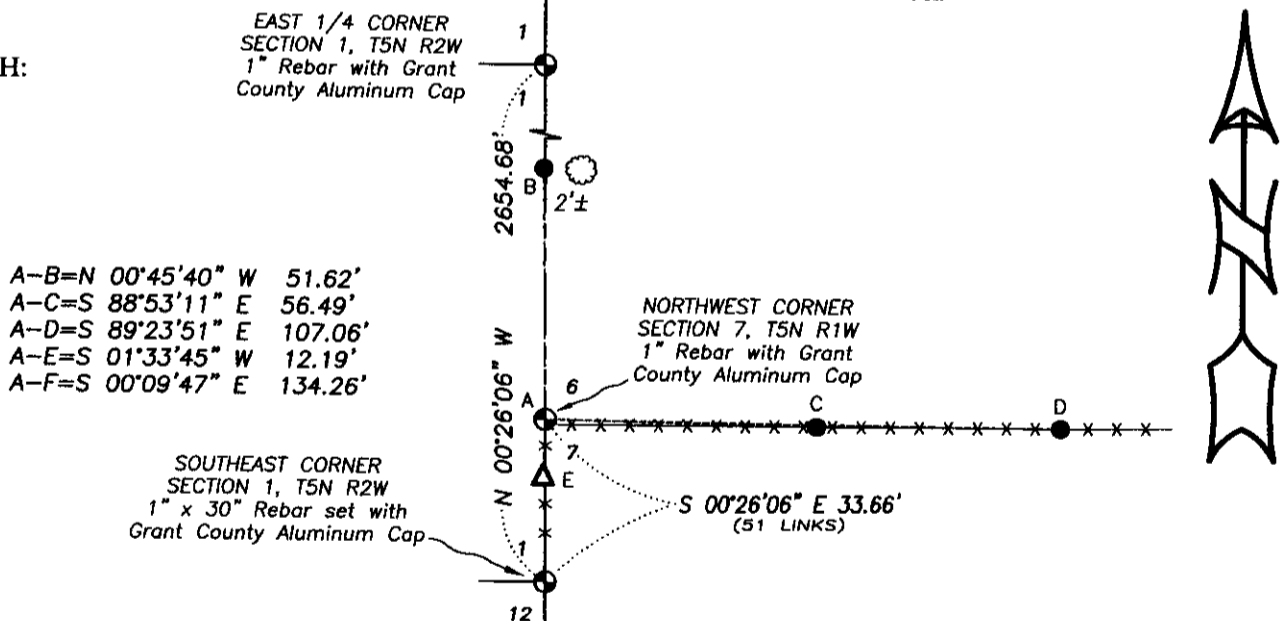 EAST 1/4 CORNER
SECTION 1, T5N R2W
1" Rebar with Grant
County Aluminum Cap
H:
1
1
2654.68'
B
2'±
A-B=N 00°45'40" W 51.62'
A-C=S 88°53'11" E 56.49'
A-D=S 89°23'51" E 107.06'
A-E=S 01°33'45" W 12.19'
A-F=S 00°09'47" E 134.26'
NORTHWEST CORNER
SECTION 7, T5N R1W
1" Rebar with Grant
County Aluminum Cap
N 00°26'06" W
A
6
C
D
7
E
SOUTHEAST CORNER
SECTION 1, T5N R2W
1" x 30" Rebar set with
Grant County Aluminum Cap
S 00°26'06" E 33.66'
(51 LINKS)
1
12